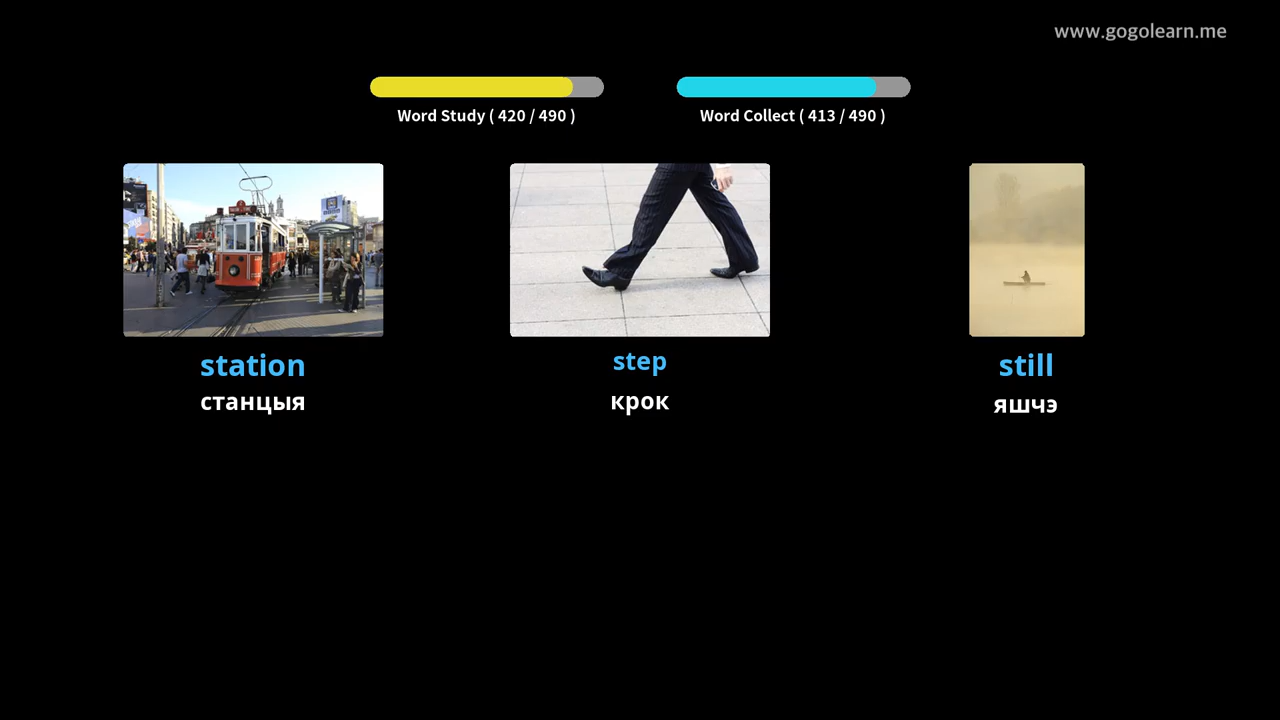 www.gogolearn.me
Word Study ( 420 / 490 )
Word Collect ( 413 / 490 )
station
step
still
станцыя
крок
яшчэ